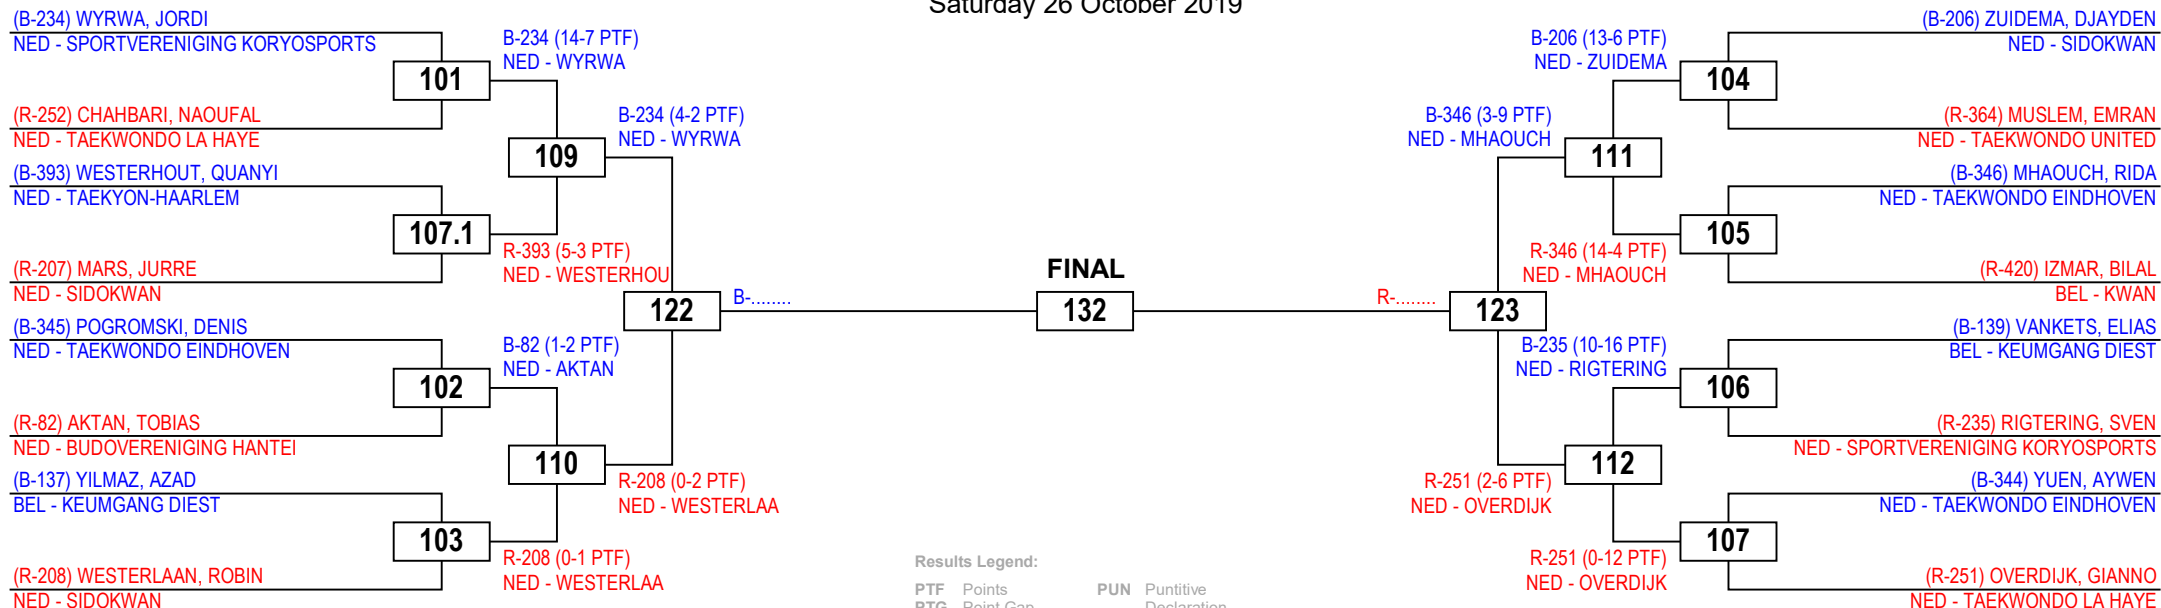 Saturday 26 October 2019
(B-234) WYRWA, JORDI
NED - SPORTVERENIGING KORYOSPORTS
101
(R-252) CHAHBARI, NAOUFAL
NED - TAEKWONDO LA HAYE
B-234 (14-7 PTF)
NED - WYRWA
109
(B-393) WESTERHOUT, QUANYI
NED - TAEKYON-HAARLEM
107.1
(R-207) MARS, JURRE
NED - SIDOKWAN
R-393 (5-3 PTF)
NED - WESTERHOU
B-234 (4-2 PTF)
NED - WYRWA
122
B-........
(B-345) POGROMSKI, DENIS
NED - TAEKWONDO EINDHOVEN
102
(R-82) AKTAN, TOBIAS
NED - BUDOVERENIGING HANTEI
B-82 (1-2 PTF)
NED - AKTAN
110
(B-137) YILMAZ, AZAD
BEL - KEUMGANG DIEST
103
(R-208) WESTERLAAN, ROBIN
NED - SIDOKWAN
R-208 (0-1 PTF)
NED - WESTERLAA
R-208 (0-2 PTF)
NED - WESTERLAA
FINAL
132
(B-206) ZUIDEMA, DJAYDEN
NED - SIDOKWAN
104
(R-364) MUSLEM, EMRAN
NED - TAEKWONDO UNITED
B-206 (13-6 PTF)
NED - ZUIDEMA
111
(B-346) MHAOUCH, RIDA
NED - TAEKWONDO EINDHOVEN
105
(R-420) IZMAR, BILAL
BEL - KWAN
R-346 (14-4 PTF)
NED - MHAOUCH
B-346 (3-9 PTF)
NED - MHAOUCH
123
R-........
(B-139) VANKETS, ELIAS
BEL - KEUMGANG DIEST
106
(R-235) RIGTERING, SVEN
NED - SPORTVERENIGING KORYOSPORTS
B-235 (10-16 PTF)
NED - RIGTERING
112
(B-344) YUEN, AYWEN
NED - TAEKWONDO EINDHOVEN
107
(R-251) OVERDIJK, GIANNO
NED - TAEKWONDO LA HAYE
R-251 (0-12 PTF)
NED - OVERDIJK
R-251 (2-6 PTF)
NED - OVERDIJK
Results Legend:
PTF Points PUN Puntitive
PTG Point Gap Declaration